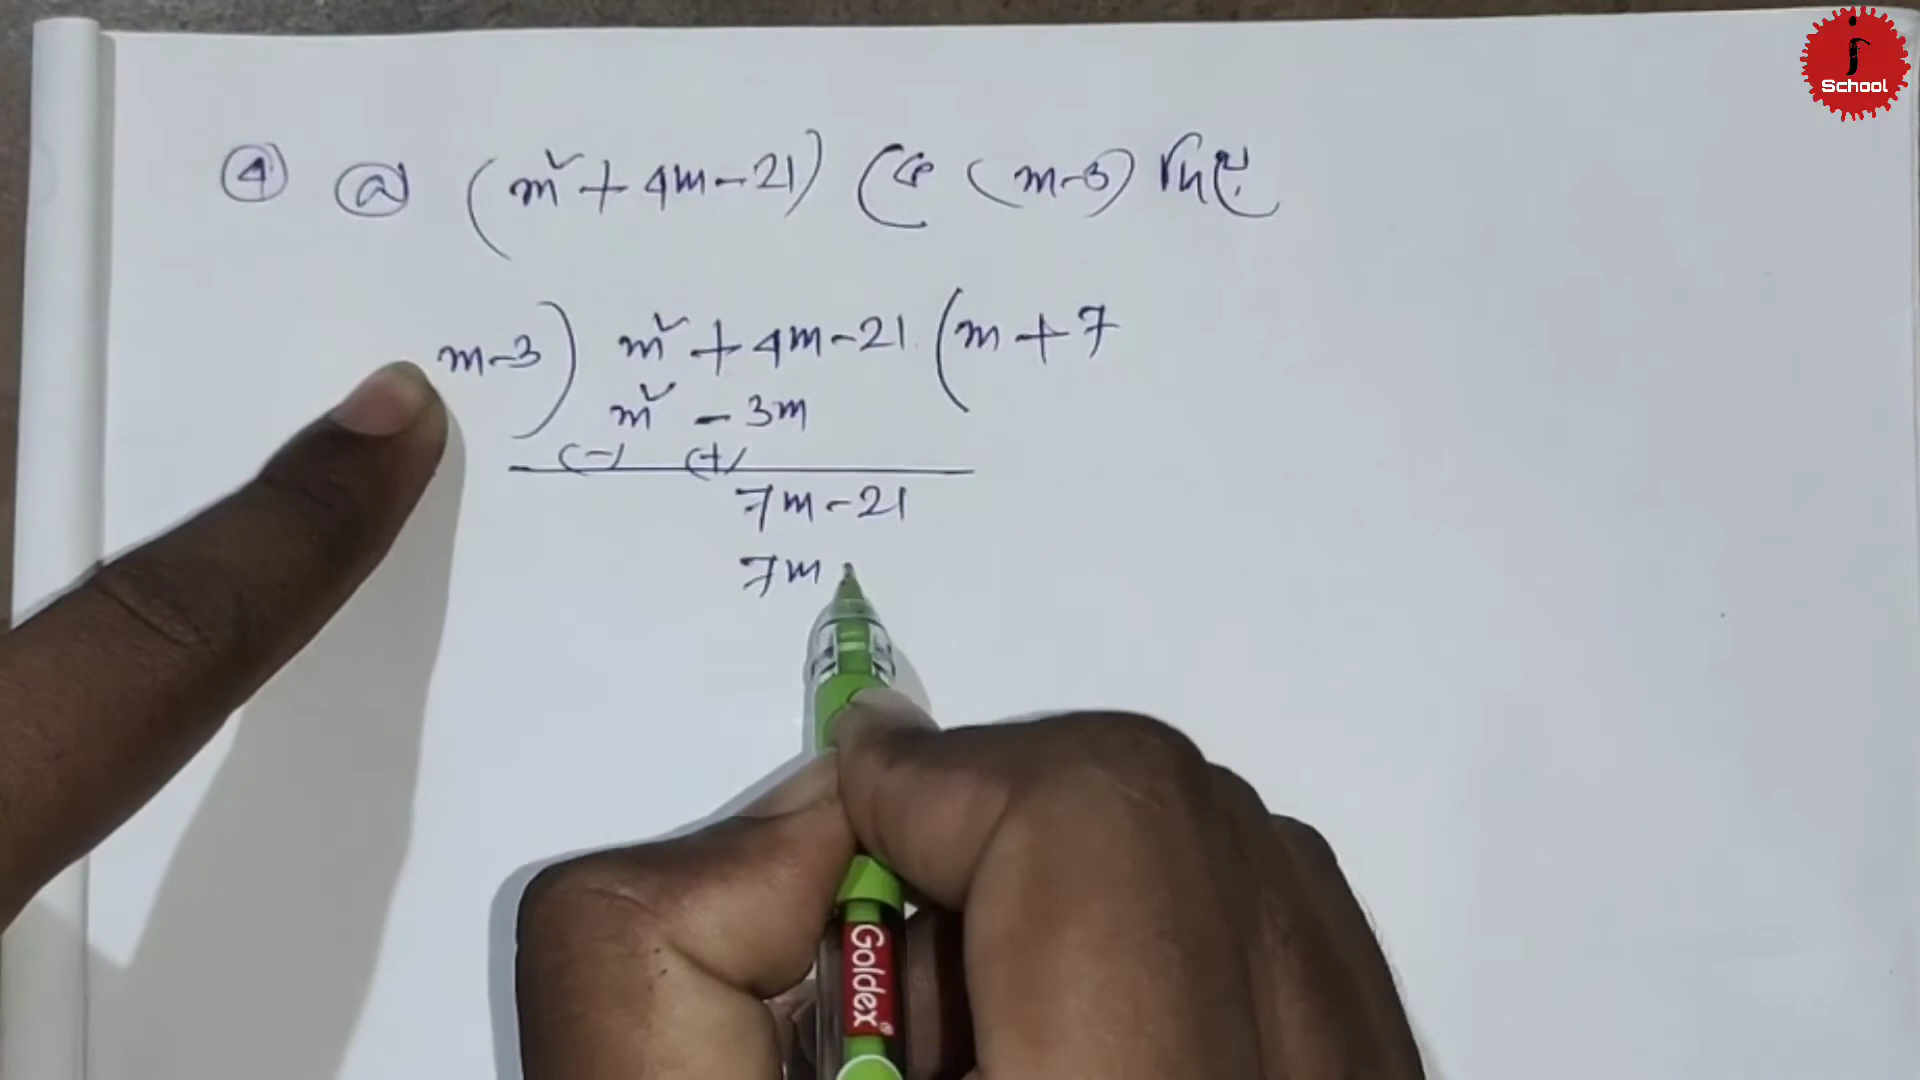 ④ ⓐ (m² + 4m - 21) কে (m - 3) দিয়ে
m - 3) m² + 4m - 21 (m + 7
m² - 3m
(-) (+)
7m - 21
7m
Goldex®
School